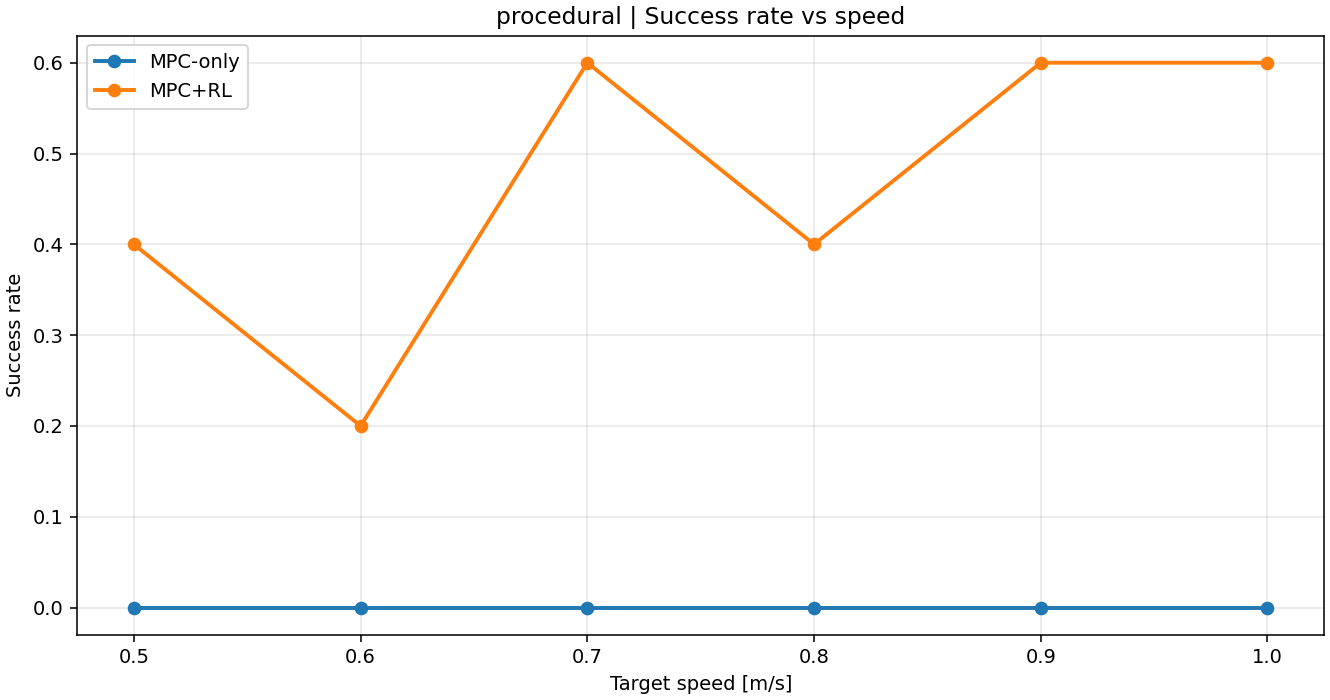 procedural | Success rate vs speed
MPC-only
MPC+RL
0.6
0.5
0.4
0.3
0.2
0.1
0.0
Success rate
0.5 0.6 0.7 0.8 0.9 1.0
Target speed [m/s]